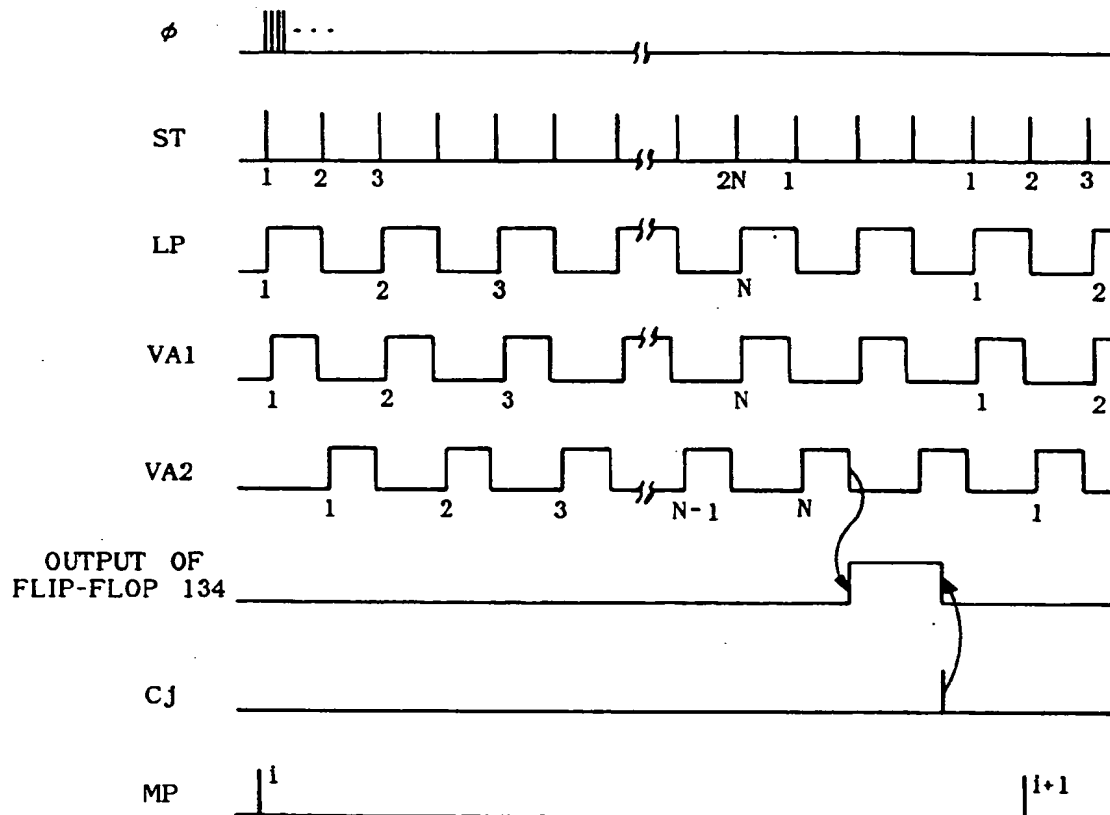 φ
ST
1 2 3 2N 1 1 2 3
LP
1 2 3 N 1 2
VA1
1 2 3 N 1 2
VA2
1 2 3 N-1 N 1
OUTPUT OF
FLIP-FLOP 134
Cj
MP i i+1